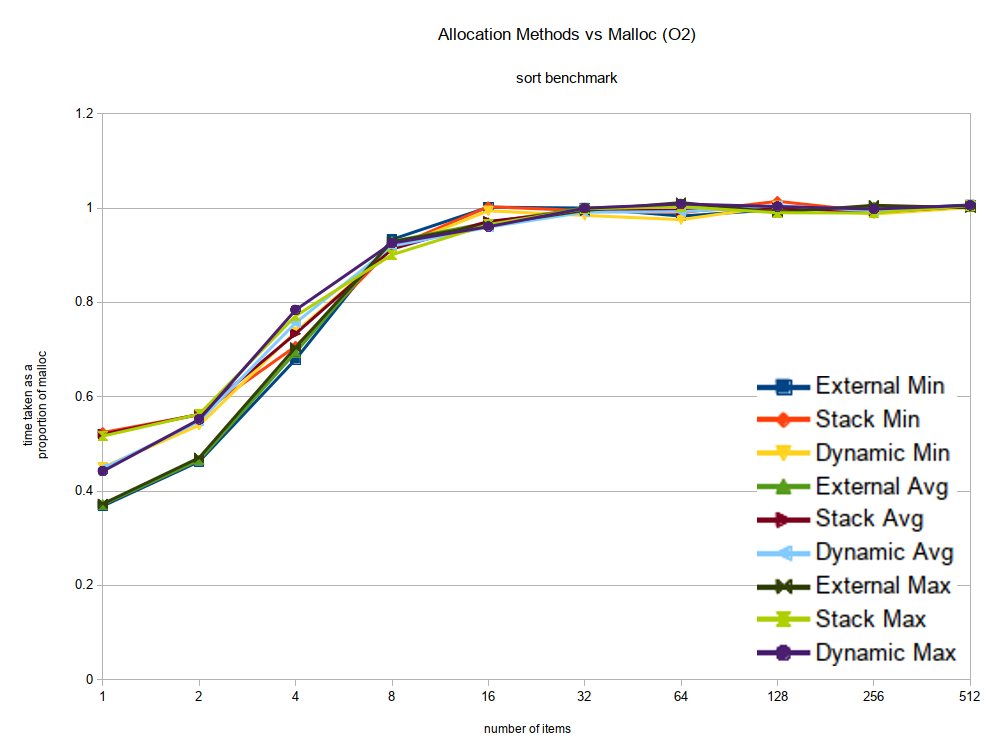 Allocation Methods vs Malloc (O2)
sort benchmark
time taken as a
proportion of malloc
1.2
1
0.8
0.6
0.4
0.2
0
External Min
Stack Min
Dynamic Min
External Avg
Stack Avg
Dynamic Avg
External Max
Stack Max
Dynamic Max
1 2 4 8 16 32 64 128 256 512
number of items